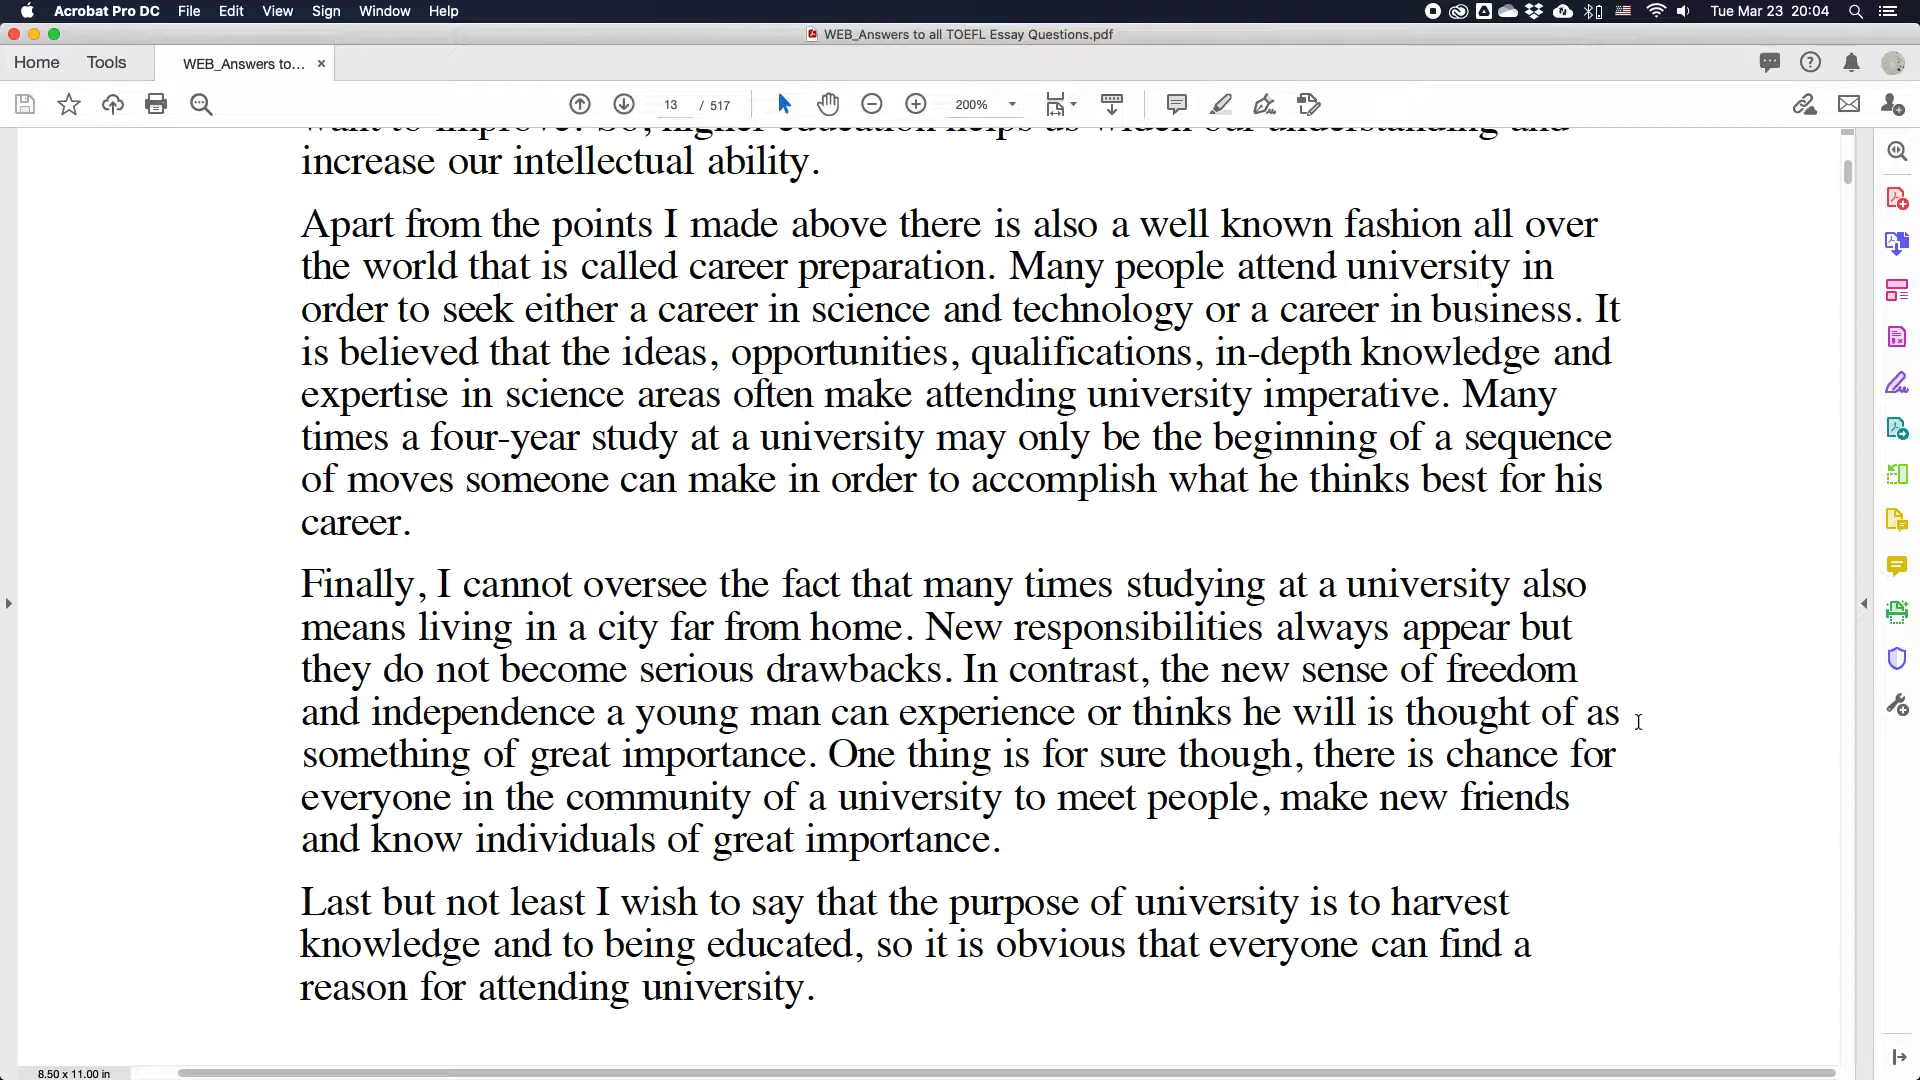 Acrobat Pro DC File Edit View Sign Window Help Tue Mar 23 20:04
WEB_Answers to all TOEFL Essay Questions.pdf
Home Tools WEB_Answers to... ×
13 / 517 200%
want to improve. So, higher education helps us widen our understanding and
increase our intellectual ability.
Apart from the points I made above there is also a well known fashion all over
the world that is called career preparation. Many people attend university in
order to seek either a career in science and technology or a career in business. It
is believed that the ideas, opportunities, qualifications, in-depth knowledge and
expertise in science areas often make attending university imperative. Many
times a four-year study at a university may only be the beginning of a sequence
of moves someone can make in order to accomplish what he thinks best for his
career.
Finally, I cannot oversee the fact that many times studying at a university also
means living in a city far from home. New responsibilities always appear but
they do not become serious drawbacks. In contrast, the new sense of freedom
and independence a young man can experience or thinks he will is thought of as
something of great importance. One thing is for sure though, there is chance for
everyone in the community of a university to meet people, make new friends
and know individuals of great importance.
Last but not least I wish to say that the purpose of university is to harvest
knowledge and to being educated, so it is obvious that everyone can find a
reason for attending university.
8.50 x 11.00 in